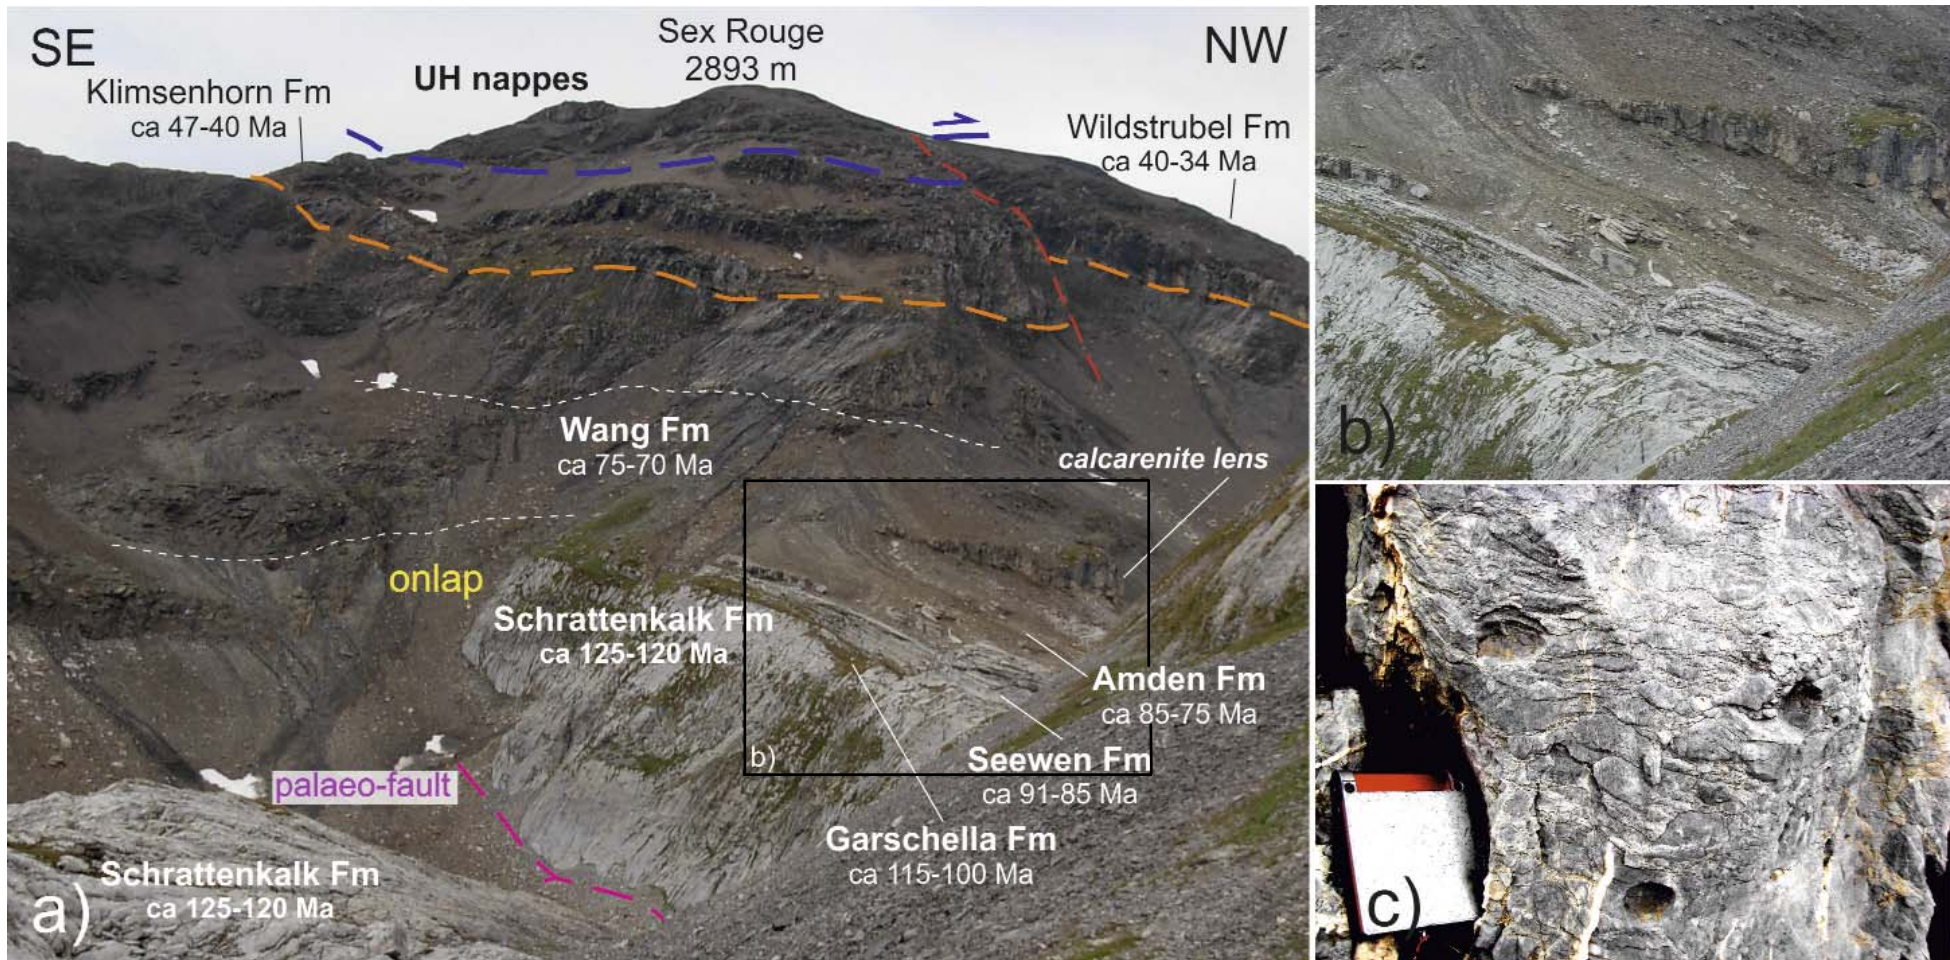 SE
Sex Rouge
2893 m
NW
UH nappes
Klimsenhorn Fm
ca 47-40 Ma
Wildstrubel Fm
ca 40-34 Ma
Wang Fm
ca 75-70 Ma
calcarenite lens
onlap
Schrattenkalk Fm
ca 125-120 Ma
Amden Fm
ca 85-75 Ma
b)
Seewen Fm
ca 91-85 Ma
palaeo-fault
Garschella Fm
ca 115-100 Ma
Schrattenkalk Fm
ca 125-120 Ma
a)
b)
c)